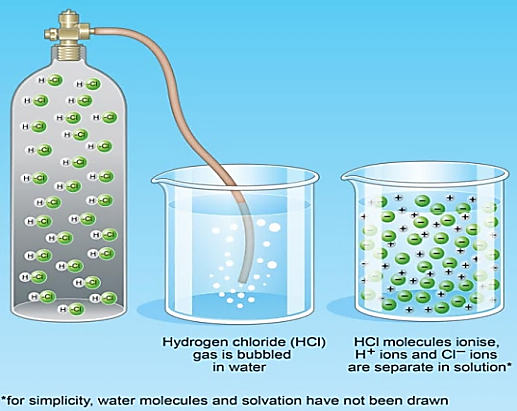 Hydrogen chloride (HCl)
gas is bubbled
in water
HCl molecules ionise,
H⁺ ions and Cl⁻ ions
are separate in solution*
*for simplicity, water molecules and solvation have not been drawn